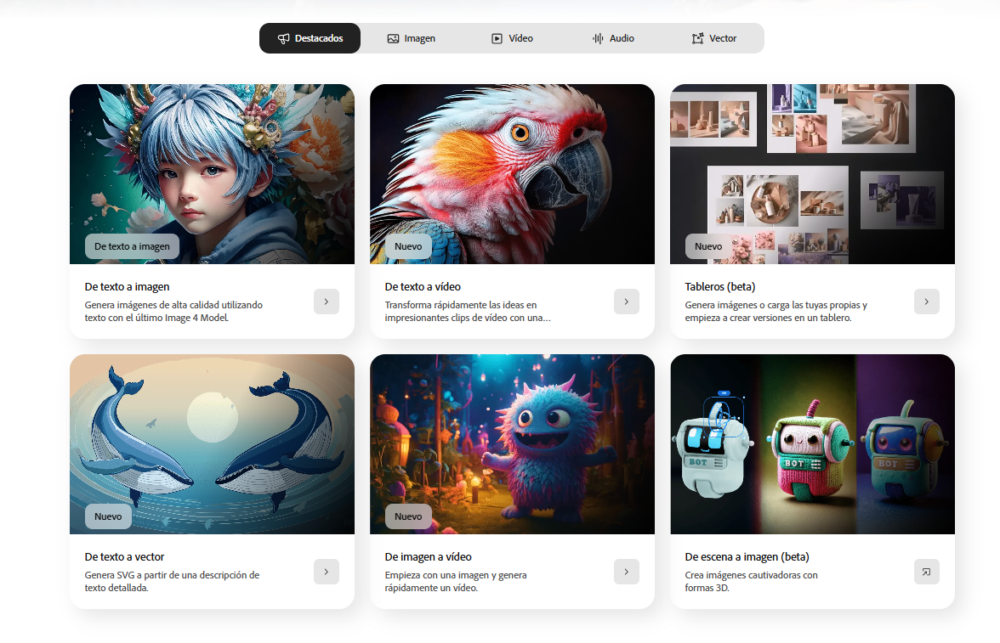 Destacados
Imagen
Vídeo
Audio
Vector
De texto a imagen
De texto a imagen
Genera imágenes de alta calidad utilizando
texto con el último Image 4 Model.
Nuevo
De texto a vídeo
Transforma rápidamente las ideas en
impresionantes clips de vídeo con una…
Nuevo
Tableros (beta)
Genera imágenes o carga las tuyas propias y
empieza a crear versiones en un tablero.
Nuevo
De texto a vector
Genera SVG a partir de una descripción de
texto detallada.
Nuevo
De imagen a vídeo
Empieza con una imagen y genera
rápidamente un vídeo.
BOT
BOT
BOT
De escena a imagen (beta)
Crea imágenes cautivadoras con
formas 3D.